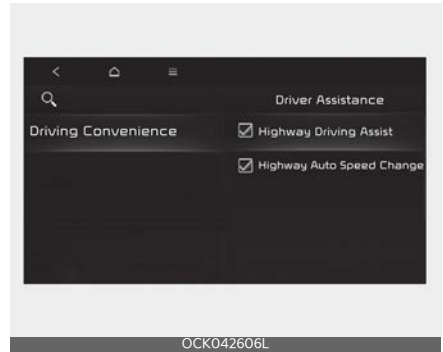 Driver Assistance
Driving Convenience
Highway Driving Assist
Highway Auto Speed Change
OCK042606L